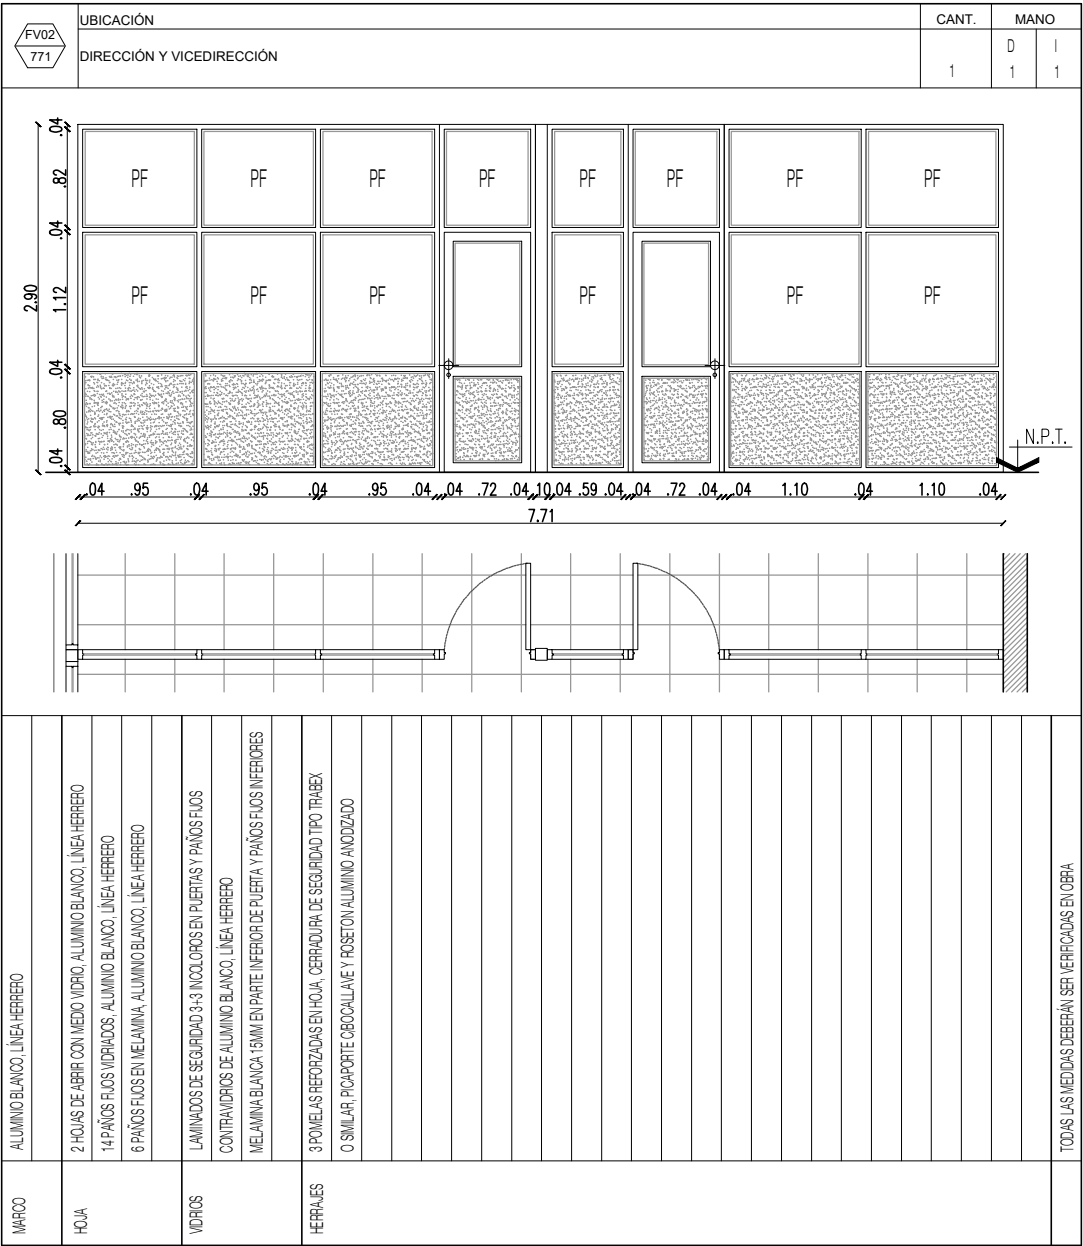 FV02
771
UBICACIÓN
DIRECCIÓN Y VICEDIRECCIÓN
CANT.
1
MANO
D I
1 1
.04
.82
.04
1.12
.04
.80
.04
2.90
PF PF PF PF PF PF PF PF
PF PF PF PF PF PF
N.P.T.
.04 .95 .04 .95 .04 .95 .04 .04 .72 .04 .10 .04 .59 .04 .04 .72 .04 .04 1.10 .04 1.10 .04
7.71
MARCO
ALUMINIO BLANCO, LÍNEA HERRERO
HOJA
2 HOJAS DE ABRIR CON MEDIO VIDRIO, ALUMINIO BLANCO, LÍNEA HERRERO
14 PAÑOS FIJOS VIDRIADOS, ALUMINIO BLANCO, LÍNEA HERRERO
6 PAÑOS FIJOS EN MELAMINA, ALUMINIO BLANCO, LÍNEA HERRERO
VIDRIOS
LAMINADOS DE SEGURIDAD 3+3 INCOLOROS EN PUERTAS Y PAÑOS FIJOS
CONTRAVIDRIOS DE ALUMINIO BLANCO, LÍNEA HERRERO
MELAMINA BLANCA 15MM EN PARTE INFERIOR DE PUERTA Y PAÑOS FIJOS INFERIORES
HERRAJES
3 POMELAS REFORZADAS EN HOJA, CERRADURA DE SEGURIDAD TIPO TRABEX
O SIMILAR, PICAPORTE C/BOCALLAVE Y ROSETON ALUMINIO ANODIZADO
TODAS LAS MEDIDAS DEBERÁN SER VERIFICADAS EN OBRA